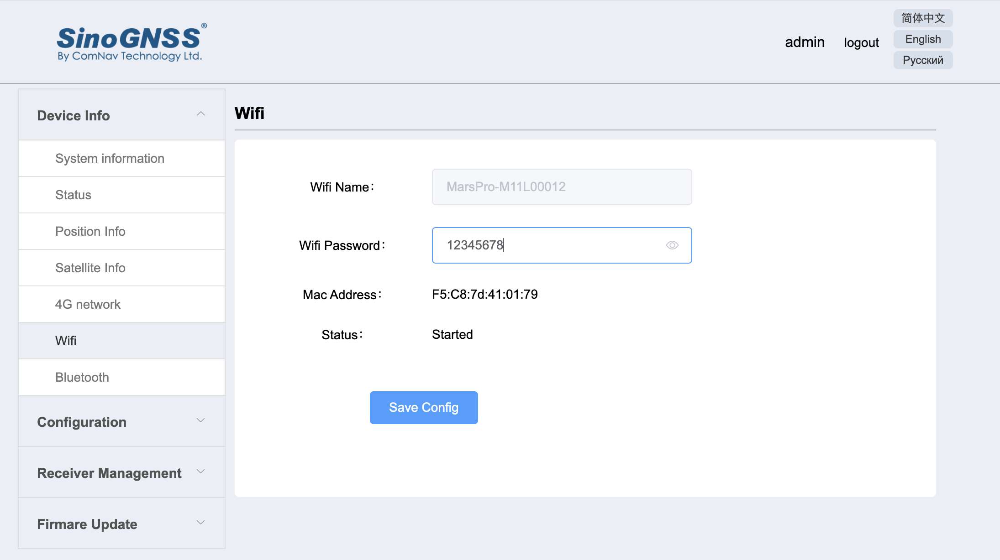 SinoGNSS®
By ComNav Technology Ltd.
admin
logout
简体中文
English
Русский
Device Info
System information
Status
Position Info
Satellite Info
4G network
Wifi
Bluetooth
Configuration
Receiver Management
Firmare Update
Wifi
Wifi Name：
MarsPro-M11L00012
Wifi Password：
12345678
Mac Address：
F5:C8:7d:41:01:79
Status：
Started
Save Config